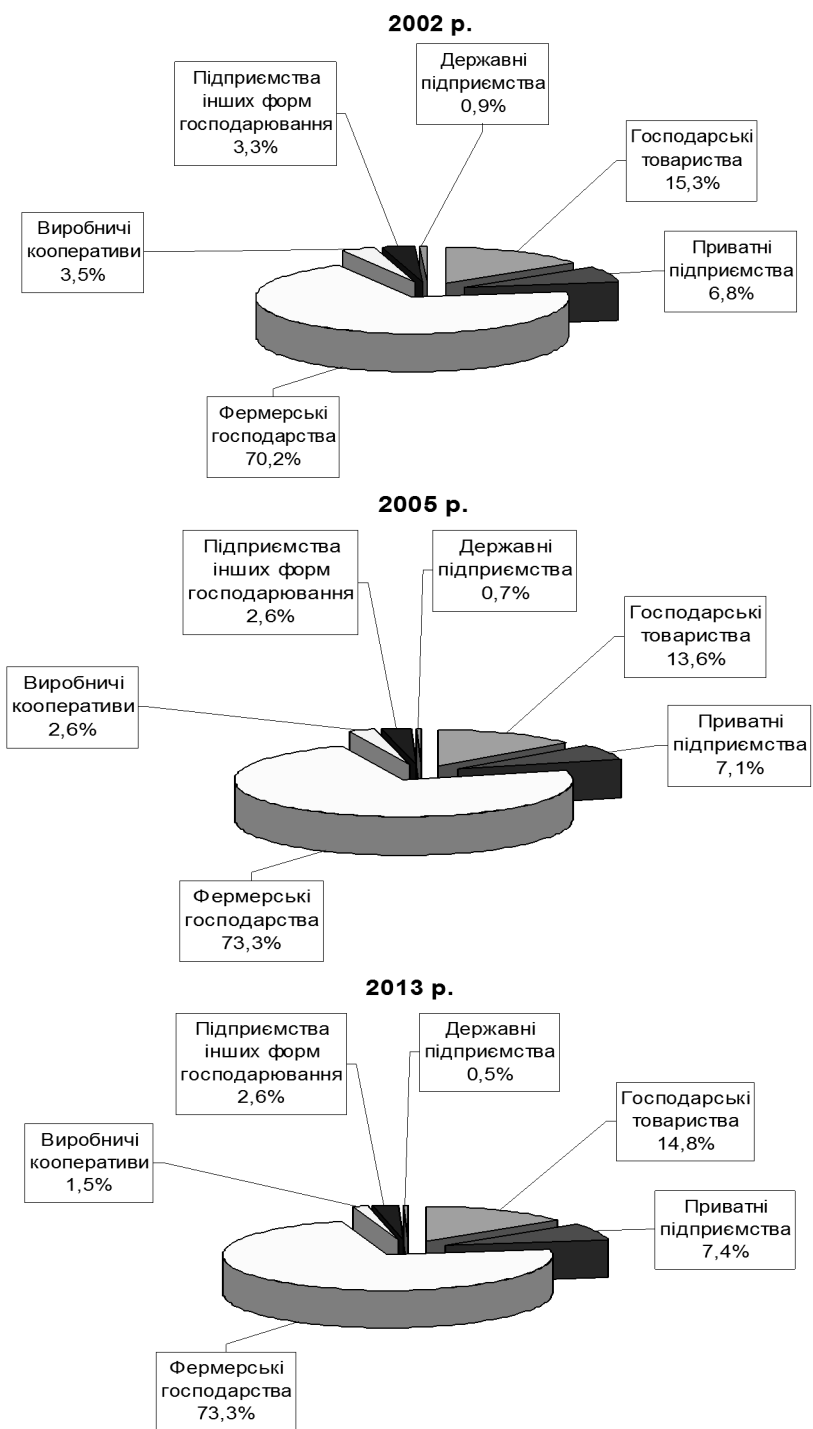 2002 р.
Державні
підприємства
0,9%
Підприємства
інших форм
господарювання
3,3%
Господарські
товариства
15,3%
Виробничі
кооперативи
3,5%
Приватні
підприємства
6,8%
Фермерські
господарства
70,2%
2005 р.
Підприємства
інших форм
господарювання
2,6%
Державні
підприємства
0,7%
Господарські
товариства
13,6%
Виробничі
кооперативи
2,6%
Приватні
підприємства
7,1%
Фермерські
господарства
73,3%
2013 р.
Підприємства
інших форм
господарювання
2,6%
Державні
підприємства
0,5%
Господарські
товариства
14,8%
Виробничі
кооперативи
1,5%
Приватні
підприємства
7,4%
Фермерські
господарства
73,3%